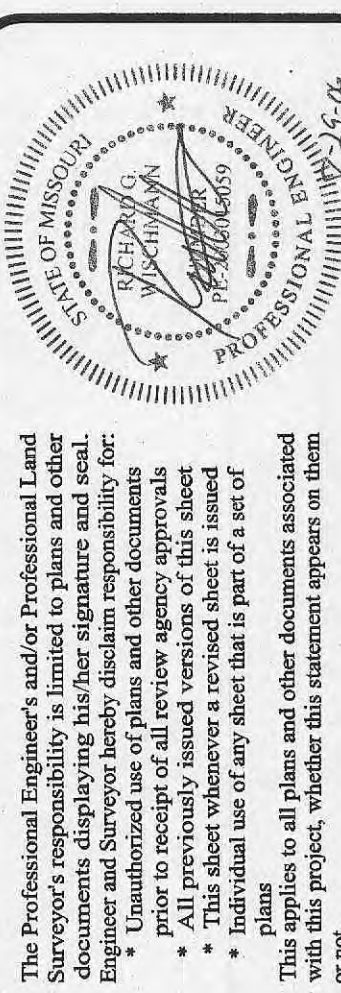 The Professional Engineer's and/or Professional Land
Surveyor's responsibility is limited to plans and other
documents displaying his/her signature and seal.
Engineer and Surveyor hereby disclaim responsibility for:
* Unauthorized use of plans and other documents
prior to receipt of all review agency approvals
* All previously issued versions of this sheet
* This sheet whenever a revised sheet is issued
* Individual use of any sheet that is part of a set of
plans
This applies to all plans and other documents associated
with this project, whether this statement appears on them
or not
STATE OF MISSOURI
RICHARD G.
WISCHMANN
NUMBER
PROFESSIONAL ENGINEER